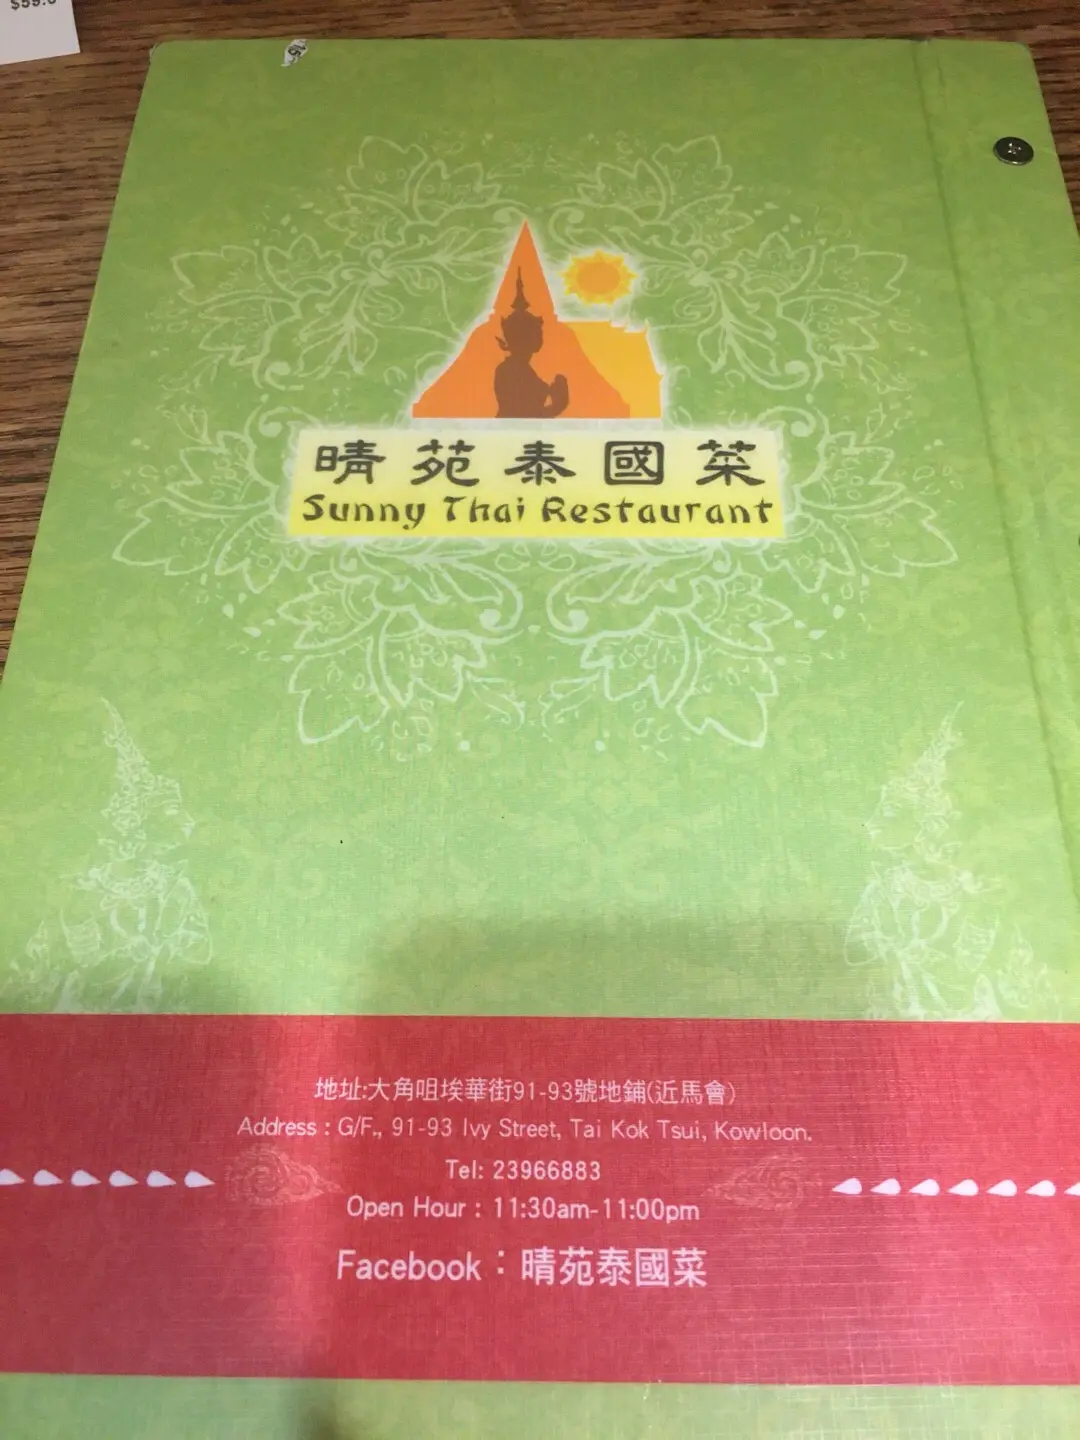 $59.0
晴苑泰國菜
Sunny Thai Restaurant
地址:大角咀埃華街91-93號地鋪(近馬會)
Address : G/F., 91-93 Ivy Street, Tai Kok Tsui, Kowloon.
Tel: 23966883
Open Hour : 11:30am-11:00pm
Facebook：晴苑泰國菜